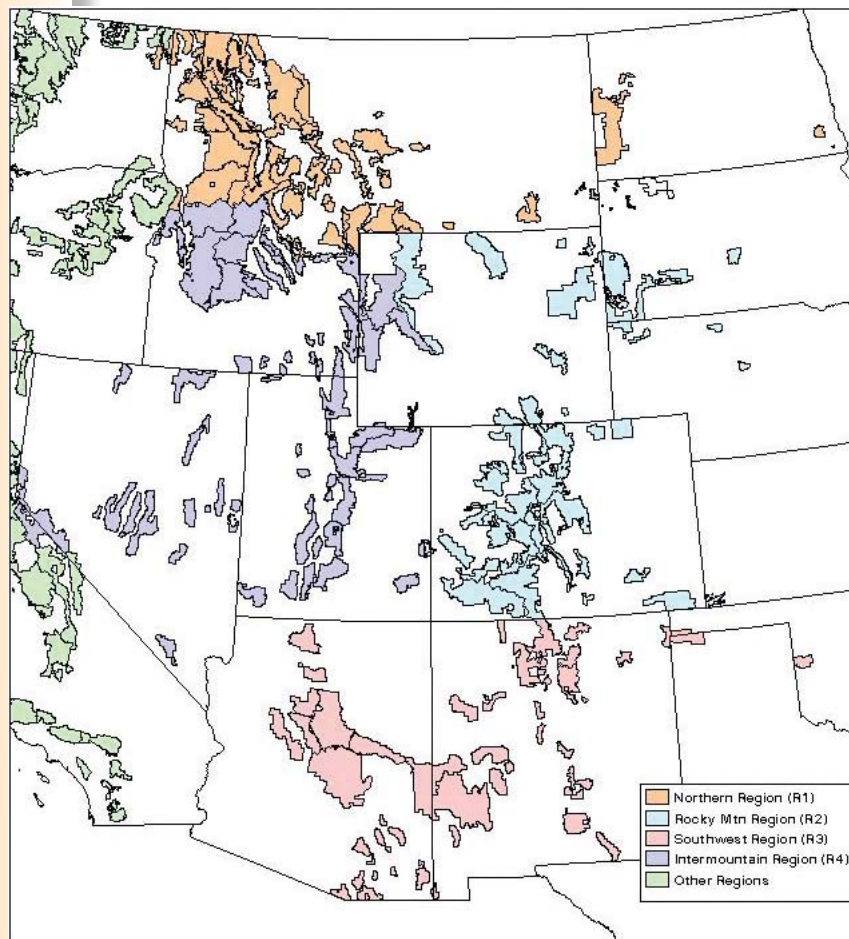 Northern Region (R1)
Rocky Mtn Region (R2)
Southwest Region (R3)
Intermountain Region (R4)
Other Regions